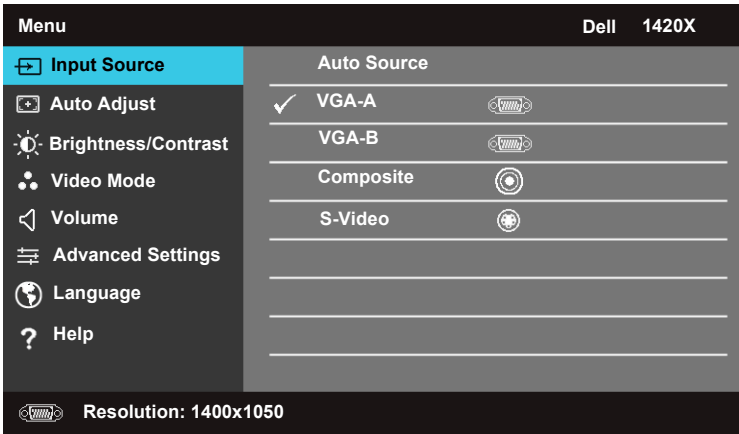 Menu Dell 1420X
Input Source
Auto Adjust
Brightness/Contrast
Video Mode
Volume
Advanced Settings
Language
? Help
Auto Source
VGA-A
VGA-B
Composite
S-Video
Resolution: 1400x1050